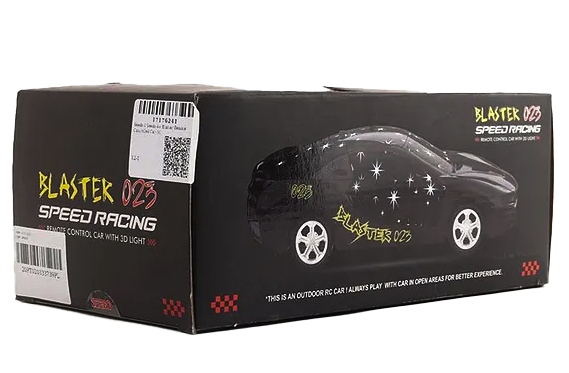 17176241
BLASTER 023
SPEED RACING
REMOTE CONTROL CAR WITH 3D LIGHT
023
BLASTER 023
BLASTER 023
SPEED RACING
REMOTE CONTROL CAR WITH 3D LIGHT
*THIS IS AN OUTDOOR RC CAR ! ALWAYS PLAY WITH CAR IN OPEN AREAS FOR BETTER EXPERIENCE.